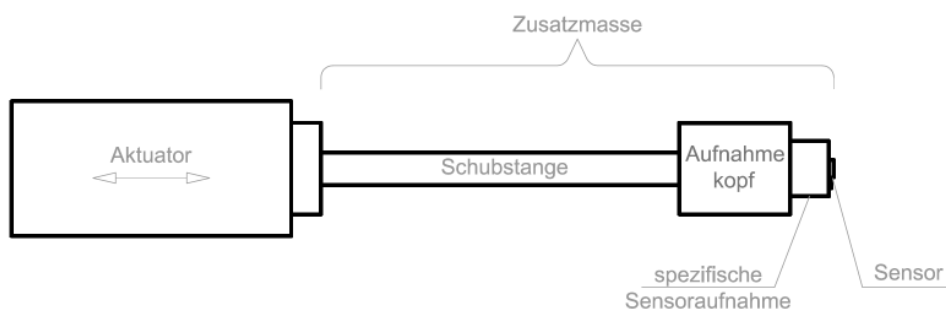 Zusatzmasse
Aktuator
Schubstange
Aufnahme
kopf
spezifische
Sensoraufnahme
Sensor